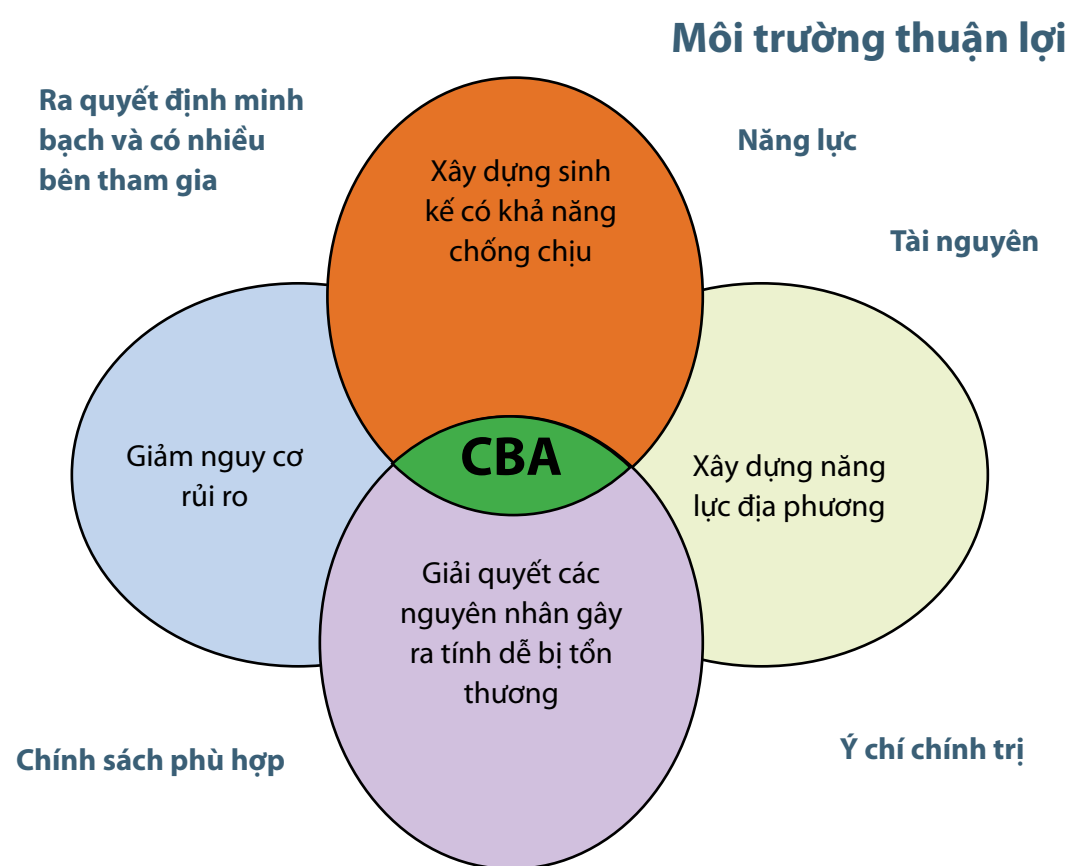 Môi trường thuận lợi
Ra quyết định minh
bạch và có nhiều
bên tham gia
Năng lực
Tài nguyên
Xây dựng sinh
kế có khả năng
chống chịu
Giảm nguy cơ
rủi ro
CBA
Xây dựng năng
lực địa phương
Giải quyết các
nguyên nhân gây
ra tính dễ bị tổn
thương
Chính sách phù hợp
Ý chí chính trị